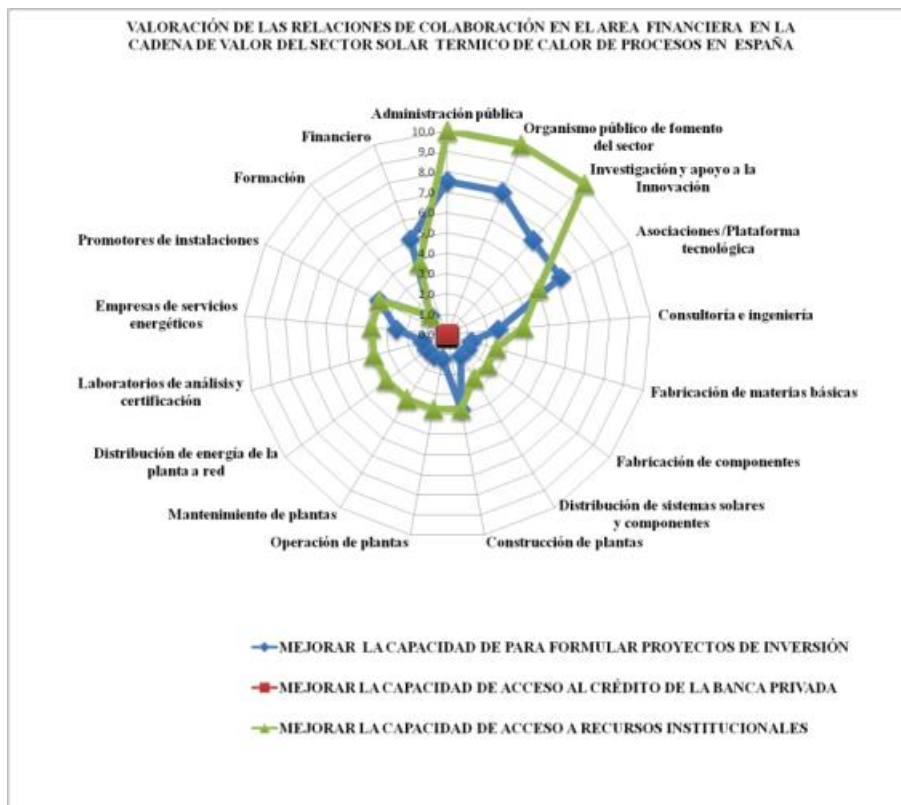 VALORACIÓN DE LAS RELACIONES DE COLABORACIÓN EN EL AREA FINANCIERA EN LA
CADENA DE VALOR DEL SECTOR SOLAR TERMICO DE CALOR DE PROCESOS EN ESPAÑA
Administración pública
Organismo público de fomento
del sector
Investigación y apoyo a la
Innovación
Asociaciones /Plataforma
tecnológica
Consultoría e ingeniería
Fabricación de materias básicas
Fabricación de componentes
Distribución de sistemas solares
y componentes
Construcción de plantas
Operación de plantas
Mantenimiento de plantas
Distribución de energía de la
planta a red
Laboratorios de análisis y
certificación
Empresas de servicios
energéticos
Promotores de instalaciones
Formación
Financiero
10,0
9,0
8,0
7,0
6,0
5,0
4,0
3,0
2,0
1,0
MEJORAR LA CAPACIDAD DE PARA FORMULAR PROYECTOS DE INVERSIÓN
MEJORAR LA CAPACIDAD DE ACCESO AL CRÉDITO DE LA BANCA PRIVADA
MEJORAR LA CAPACIDAD DE ACCESO A RECURSOS INSTITUCIONALES